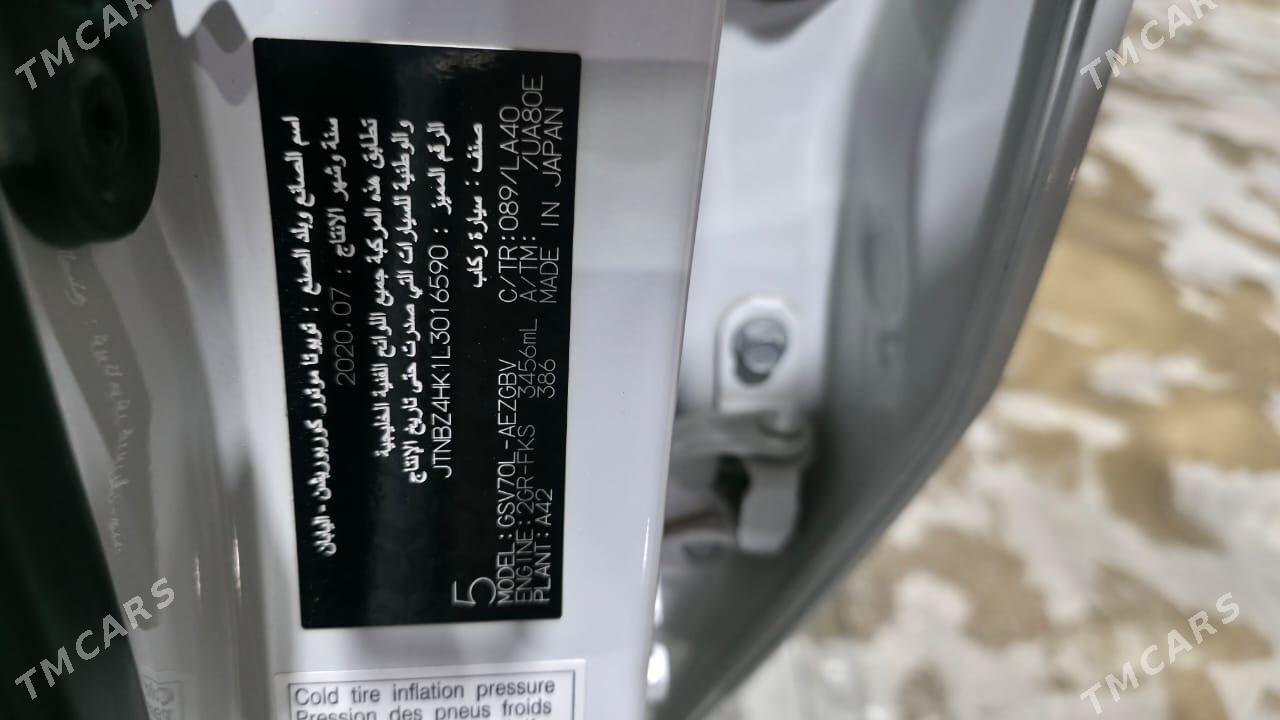 اسم الصانع وبلد الصنع : تويوتا موتور كوربوريشن - اليابان
سنة وشهر الانتاج : 2020.07
تطابق هذه المركبة جميع اللوائح الفنية الخليجية
والوطنية للسيارات التي صدرت حتى تاريخ الإنتاج
الرقم المميز : JTNBZ4HK1L3016590
صنف : سيارة ركاب
5
MODEL:GSV70L-AEZGBV C/TR:089/LA40
ENGINE:2GR-FKS 3456mL A/TM: /UA80E
PLANT:A42 386 MADE IN JAPAN
Cold tire inflation pressure
Pression des pneus froids
TMCARS
TMCARS
TMCARS
TMCARS